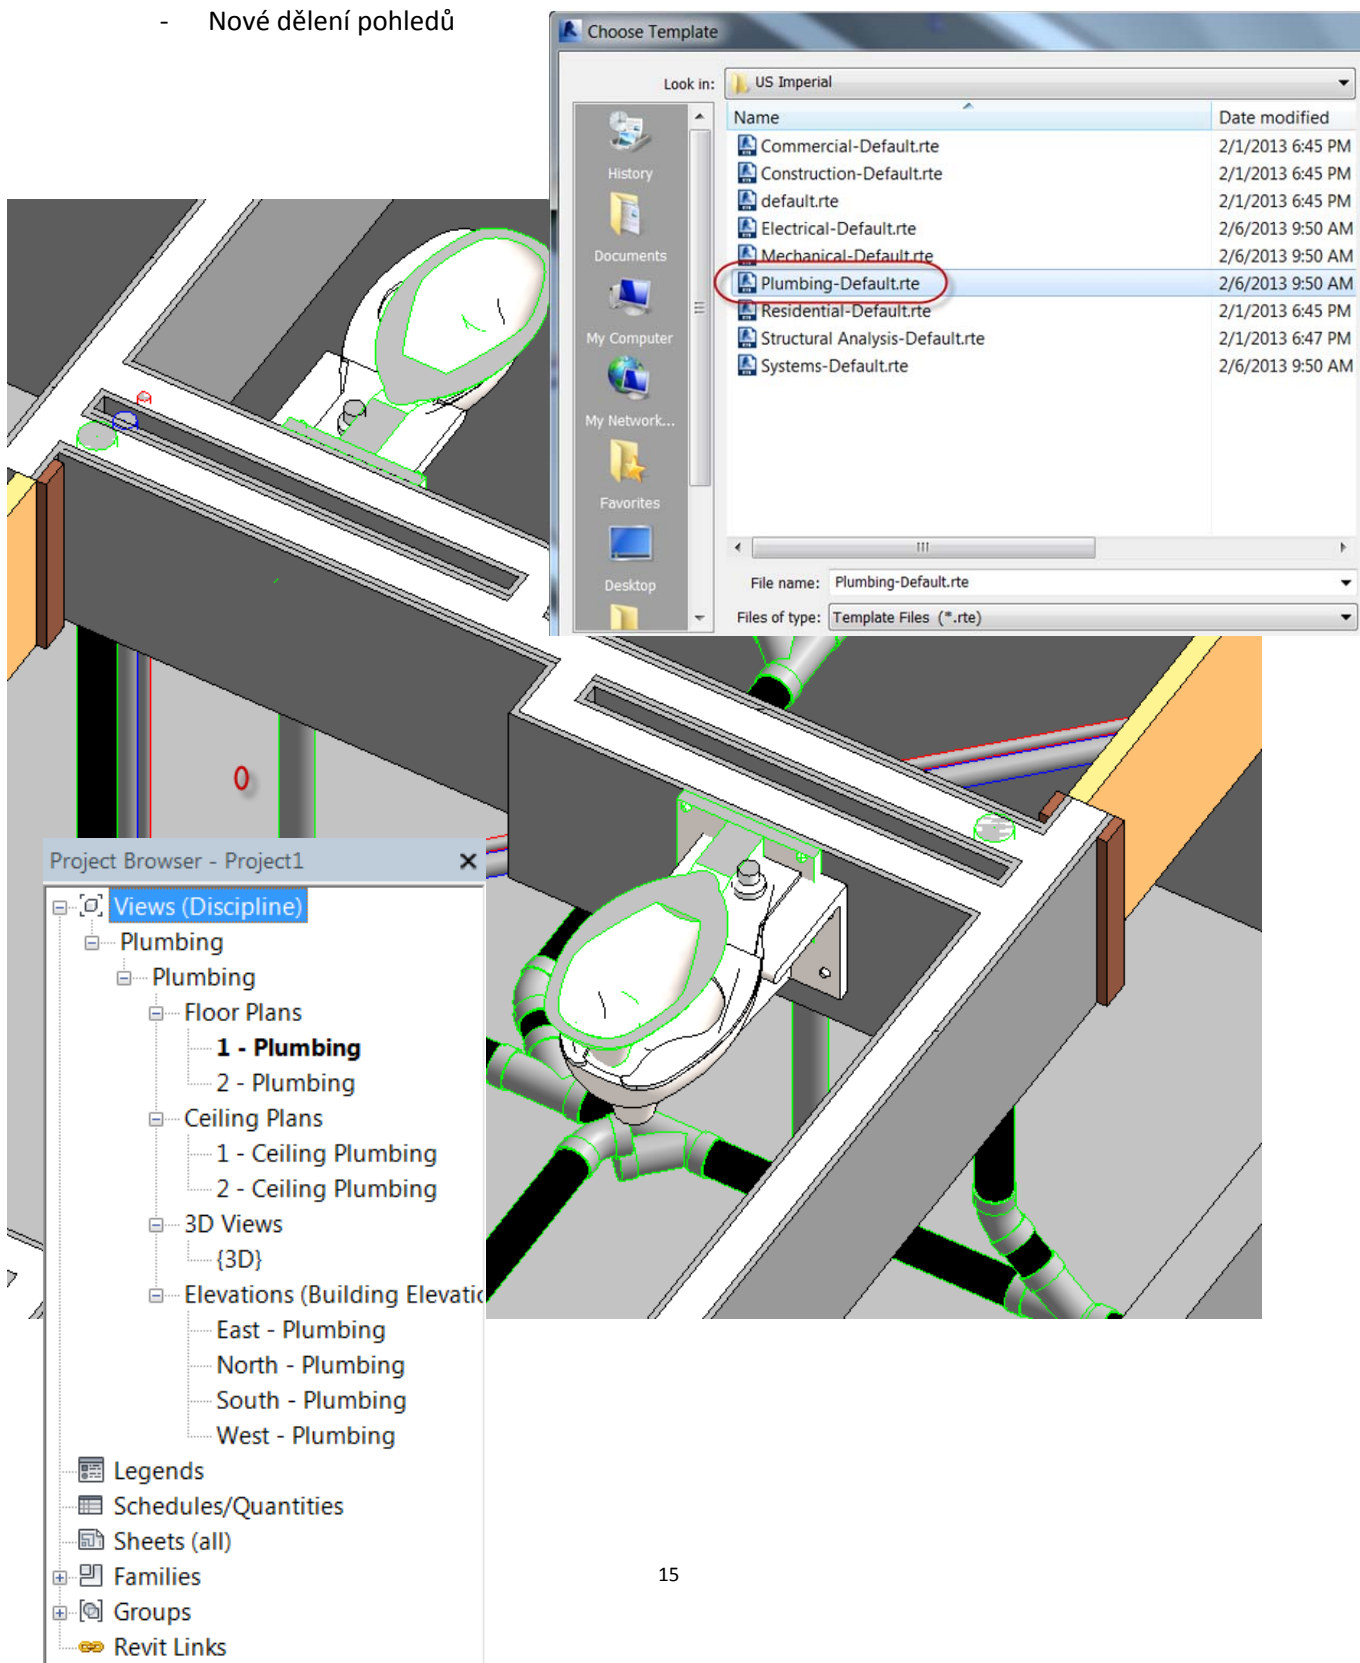 - Nové dělení pohledů
Choose Template
Look in: US Imperial
Name Date modified
Commercial-Default.rte 2/1/2013 6:45 PM
Construction-Default.rte 2/1/2013 6:45 PM
default.rte 2/1/2013 6:45 PM
Electrical-Default.rte 2/6/2013 9:50 AM
Mechanical-Default.rte 2/6/2013 9:50 AM
Plumbing-Default.rte 2/6/2013 9:50 AM
Residential-Default.rte 2/1/2013 6:45 PM
Structural Analysis-Default.rte 2/1/2013 6:47 PM
Systems-Default.rte 2/6/2013 9:50 AM
History
Documents
My Computer
My Network...
Favorites
Desktop
File name: Plumbing-Default.rte
Files of type: Template Files (*.rte)
Project Browser - Project1
Views (Discipline)
Plumbing
Plumbing
Floor Plans
1 - Plumbing
2 - Plumbing
Ceiling Plans
1 - Ceiling Plumbing
2 - Ceiling Plumbing
3D Views
{3D}
Elevations (Building Elevatio
East - Plumbing
North - Plumbing
South - Plumbing
West - Plumbing
Legends
Schedules/Quantities
Sheets (all)
Families
Groups
Revit Links
15